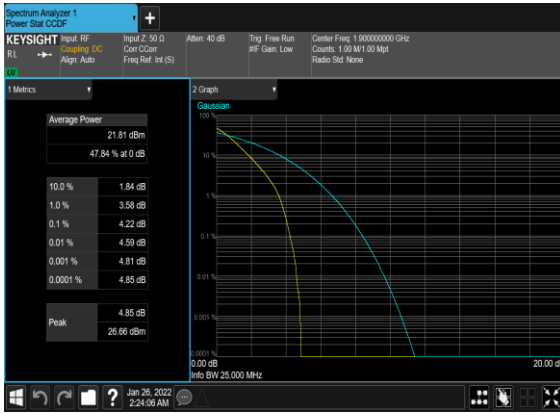 Spectrum Analyzer 1
Power Stat CCDF
KEYSIGHT
RL
LV
Input: RF
Coupling: DC
Align: Auto
Input Z: 50 Ω
Corr CCorr
Freq Ref: Int (S)
Atten: 40 dB
Trig: Free Run
#IF Gain: Low
Center Freq: 1.900000000 GHz
Counts: 1.00 M/1.00 Mpt
Radio Std: None
1 Metrics
Average Power
21.81 dBm
47.84 % at 0 dB
10.0 % 1.84 dB
1.0 % 3.58 dB
0.1 % 4.22 dB
0.01 % 4.59 dB
0.001 % 4.81 dB
0.0001 % 4.85 dB
Peak
4.85 dB
26.66 dBm
2 Graph
Gaussian
100 %
10 %
1 %
0.1 %
0.01 %
0.001 %
0.0001 %
0.00 dB
20.00 d
Info BW 25.000 MHz
?
Jan 26, 2022
2:24:06 AM